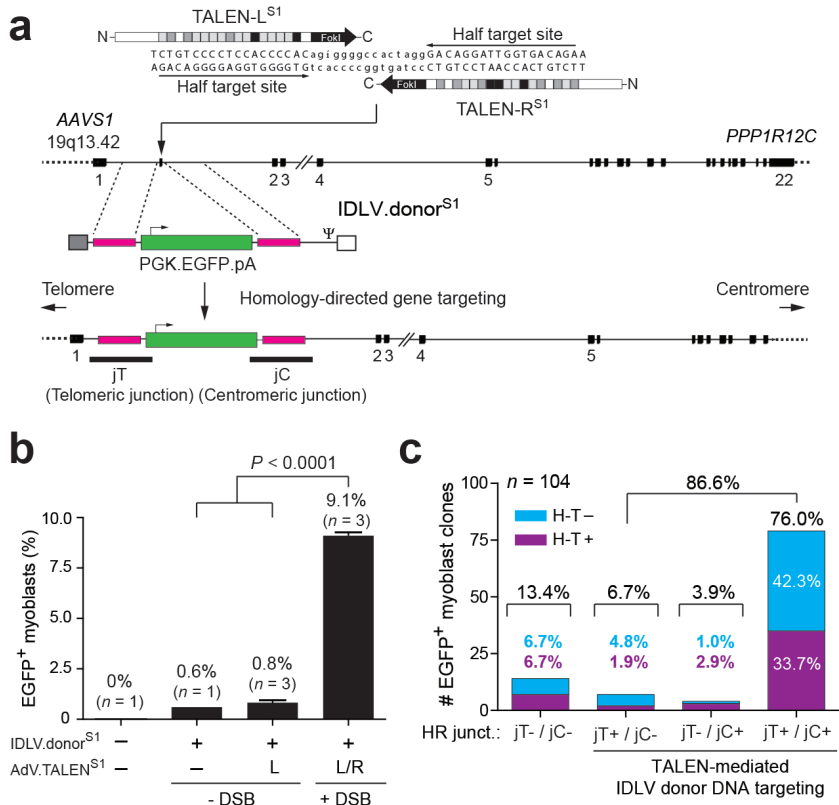 a
TALEN-L^S1
N- FokI C
Half target site
TCTGTCCCCTCCACCCCACagigggg ccactagg GACAGGATTGGTGACAGAA
AGACAGGGGAGGTGGGGTGtcaccccggtgatccCTGTCCTAACCACTGTCTT
Half target site
C FokI N
TALEN-R^S1
AAVS1
19q13.42
PPP1R12C
1 2 3 4 5 22
IDLV.donor^S1
Ψ
PGK.EGFP.pA
Telomere
Homology-directed gene targeting
Centromere
1 2 3 4 5
jT jC
(Telomeric junction) (Centromeric junction)
b
P < 0.0001
EGFP+ myoblasts (%)
10.0
7.5
5.0
2.5
0
0%
(n = 1)
0.6%
(n = 1)
0.8%
(n = 3)
9.1%
(n = 3)
IDLV.donor^S1 – + + +
AdV.TALEN^S1 – – L L/R
- DSB + DSB
c
n = 104
H-T –
H-T +
# EGFP+ myoblast clones
100
75
50
25
0
86.6%
13.4% 6.7% 3.9% 76.0%
6.7% 4.8% 1.0% 42.3%
6.7% 1.9% 2.9% 33.7%
HR junct.: jT- / jC- jT+ / jC- jT- / jC+ jT+ / jC+
TALEN-mediated
IDLV donor DNA targeting